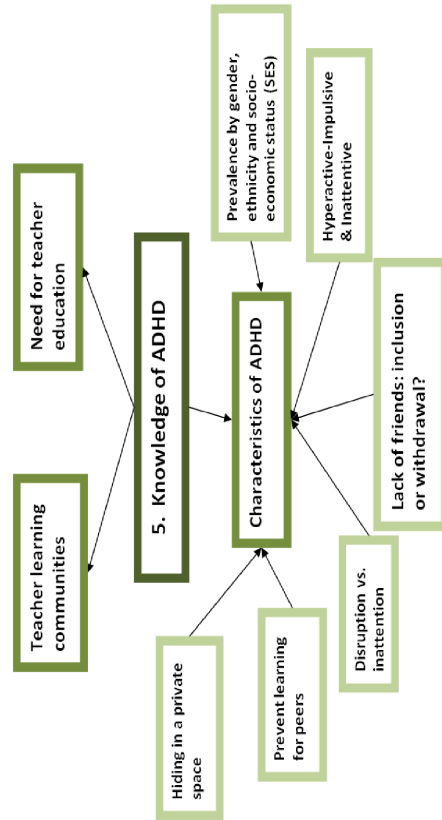 Teacher learning
communities
Need for teacher
education
5. Knowledge of ADHD
Characteristics of ADHD
Hiding in a private
space
Prevent learning
for peers
Disruption vs.
inattention
Lack of friends: inclusion
or withdrawal?
Hyperactive-Impulsive
& Inattentive
Prevalence by gender,
ethnicity and socio-
economic status (SES)